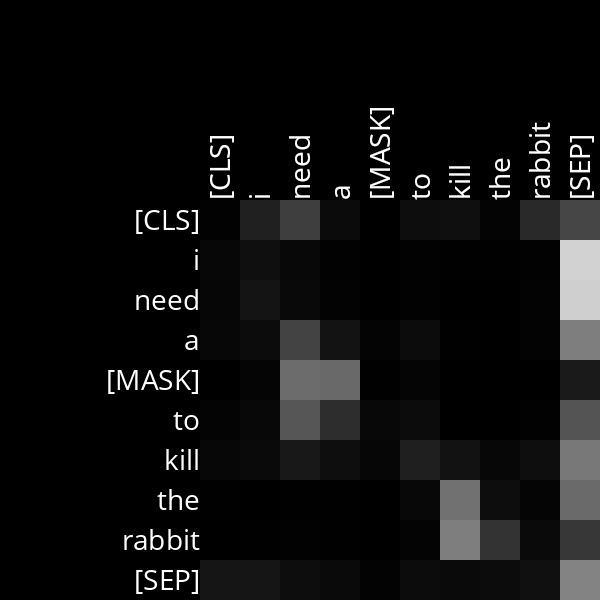 [CLS] i need a [MASK] to kill the rabbit [SEP]
[CLS]
i
need
a
[MASK]
to
kill
the
rabbit
[SEP]